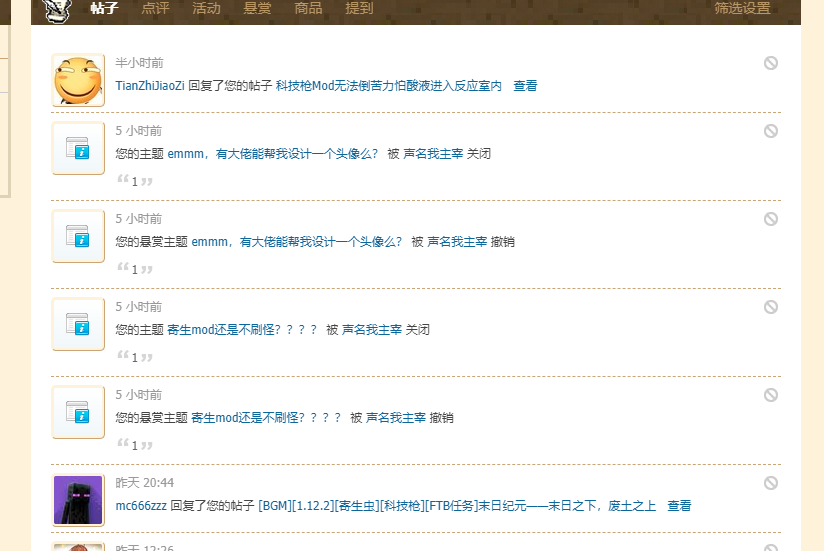 帖子 点评 活动 悬赏 商品 提到 筛选设置
半小时前
TianZhiJiaoZi 回复了您的帖子 科技枪Mod无法倒苦力怕酸液进入反应室内 查看
5 小时前
您的主题 emmm，有大佬能帮我设计一个头像么？ 被 声名我主宰 关闭
“ 1 ”
5 小时前
您的悬赏主题 emmm，有大佬能帮我设计一个头像么？ 被 声名我主宰 撤销
“ 1 ”
5 小时前
您的主题 寄生mod还是不刷怪？？？？ 被 声名我主宰 关闭
“ 1 ”
5 小时前
您的悬赏主题 寄生mod还是不刷怪？？？？ 被 声名我主宰 撤销
“ 1 ”
昨天 20:44
mc666zzz 回复了您的帖子 [BGM][1.12.2][寄生虫][科技枪][FTB任务]末日纪元——末日之下，废土之上 查看
昨天 12:26